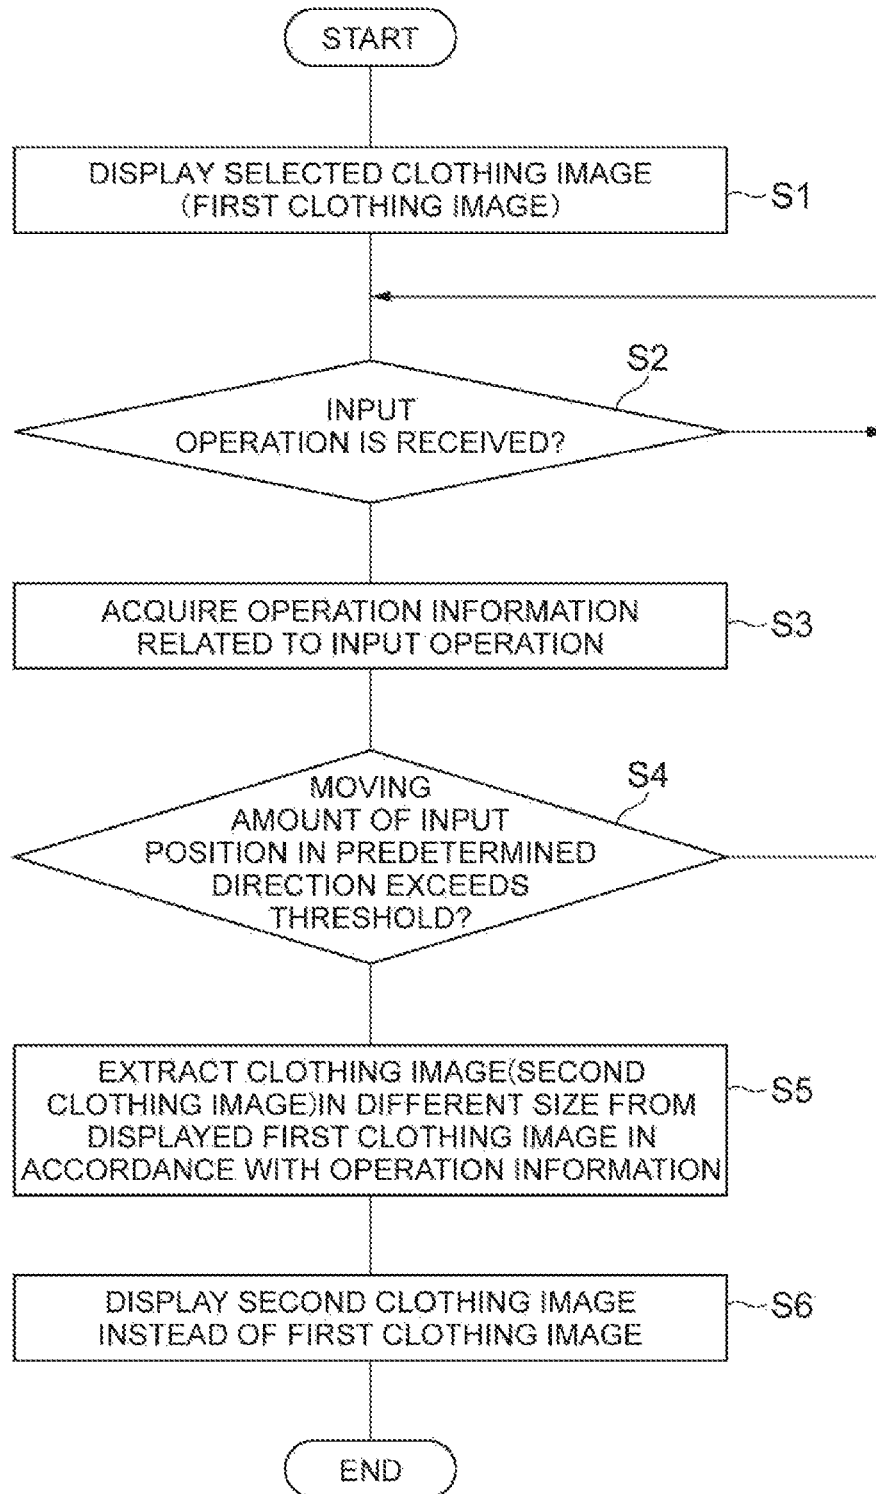 START
DISPLAY SELECTED CLOTHING IMAGE
(FIRST CLOTHING IMAGE)
S1
S2
INPUT
OPERATION IS RECEIVED?
ACQUIRE OPERATION INFORMATION
RELATED TO INPUT OPERATION
S3
S4
MOVING
AMOUNT OF INPUT
POSITION IN PREDETERMINED
DIRECTION EXCEEDS
THRESHOLD?
EXTRACT CLOTHING IMAGE(SECOND
CLOTHING IMAGE)IN DIFFERENT SIZE FROM
DISPLAYED FIRST CLOTHING IMAGE IN
ACCORDANCE WITH OPERATION INFORMATION
S5
DISPLAY SECOND CLOTHING IMAGE
INSTEAD OF FIRST CLOTHING IMAGE
S6
END